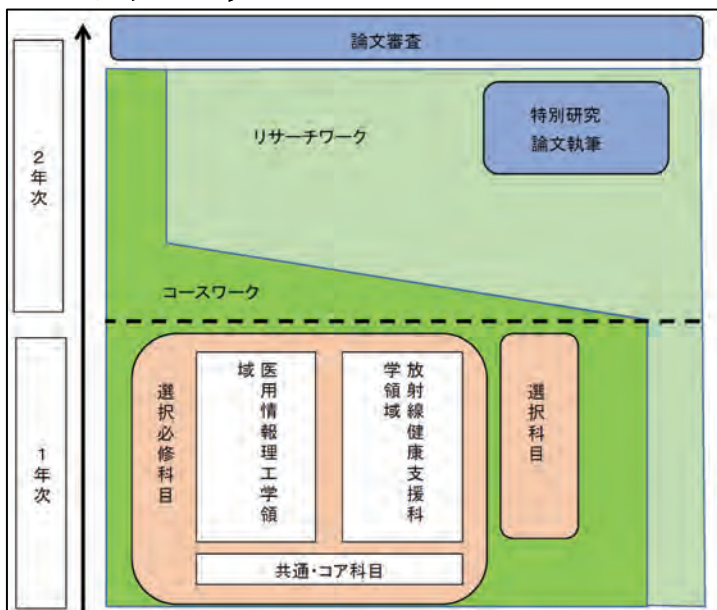 論文審査
特別研究
論文執筆
リサーチワーク
2年次
コースワーク
1年次
選択必修科目
医用情報理工学領
域
放射線健康支援科
学領域
選択科目
共通・コア科目